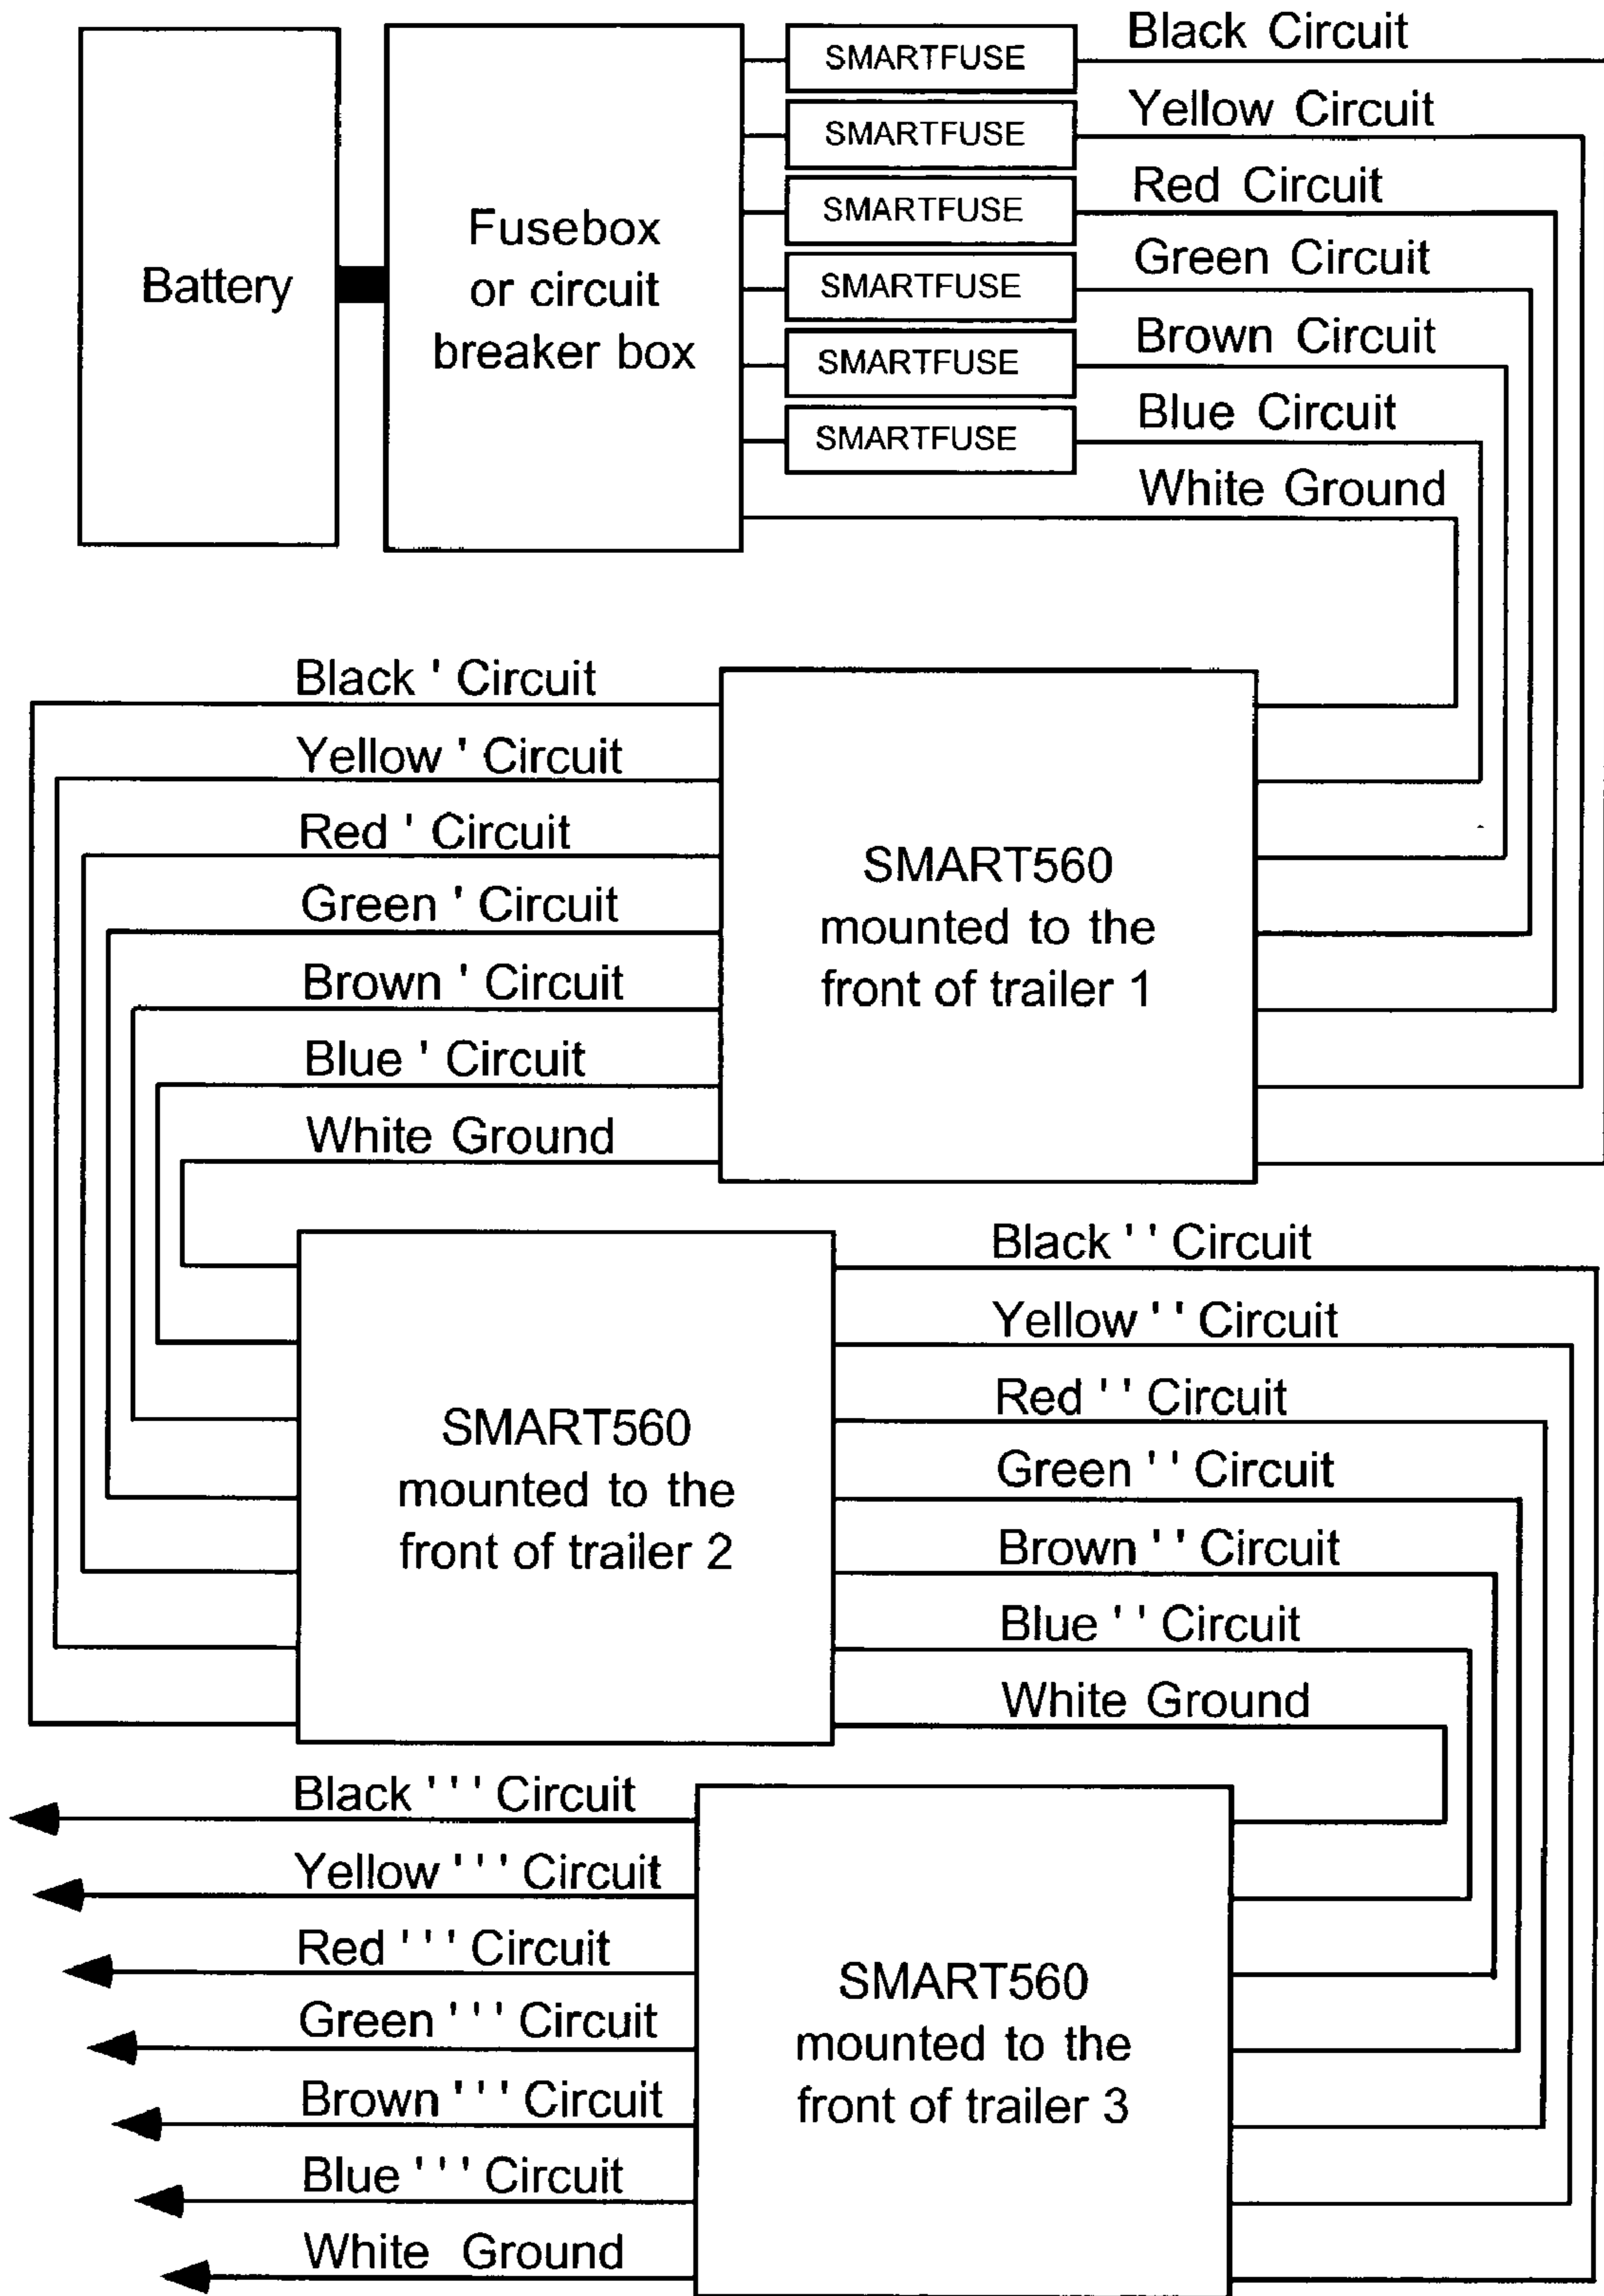 Battery
Fusebox
or circuit
breaker box
SMARTFUSE
SMARTFUSE
SMARTFUSE
SMARTFUSE
SMARTFUSE
SMARTFUSE
Black Circuit
Yellow Circuit
Red Circuit
Green Circuit
Brown Circuit
Blue Circuit
White Ground
Black ' Circuit
Yellow ' Circuit
Red ' Circuit
Green ' Circuit
Brown ' Circuit
Blue ' Circuit
White Ground
SMART560
mounted to the
front of trailer 1
SMART560
mounted to the
front of trailer 2
Black ' ' Circuit
Yellow ' ' Circuit
Red ' ' Circuit
Green ' ' Circuit
Brown ' ' Circuit
Blue ' ' Circuit
White Ground
Black ' ' ' Circuit
Yellow ' ' ' Circuit
Red ' ' ' Circuit
Green ' ' ' Circuit
Brown ' ' ' Circuit
Blue ' ' ' Circuit
White Ground
SMART560
mounted to the
front of trailer 3